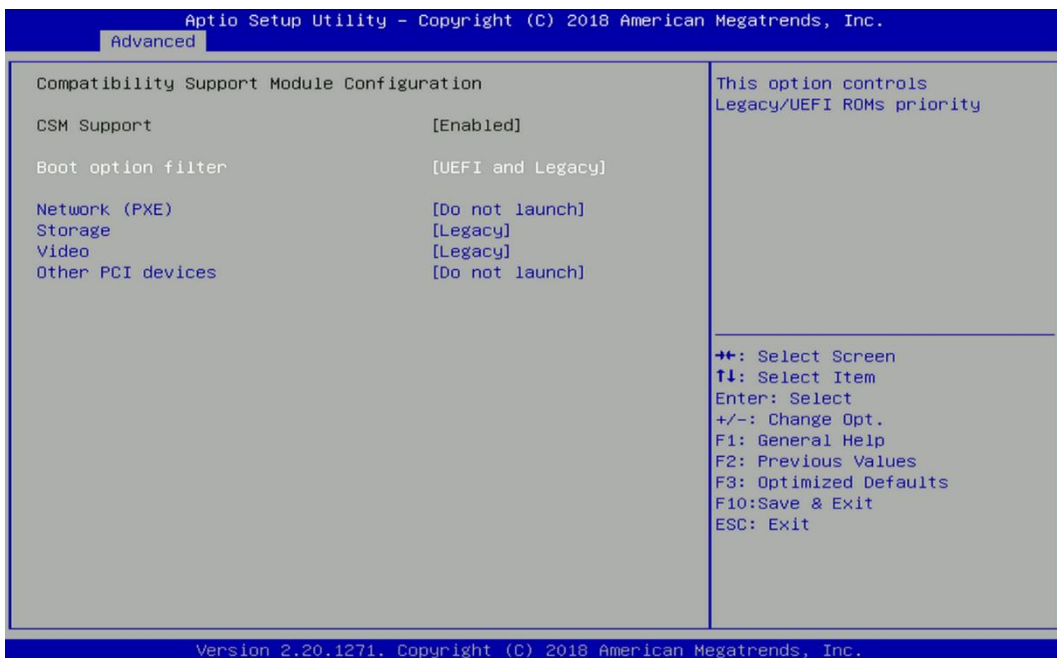 Aptio Setup Utility – Copyright (C) 2018 American Megatrends, Inc.
Advanced
Compatibility Support Module Configuration
CSM Support [Enabled]
Boot option filter [UEFI and Legacy]
Network (PXE) [Do not launch]
Storage [Legacy]
Video [Legacy]
Other PCI devices [Do not launch]
This option controls
Legacy/UEFI ROMs priority
→←: Select Screen
↑↓: Select Item
Enter: Select
+/-: Change Opt.
F1: General Help
F2: Previous Values
F3: Optimized Defaults
F10:Save & Exit
ESC: Exit
Version 2.20.1271. Copyright (C) 2018 American Megatrends, Inc.